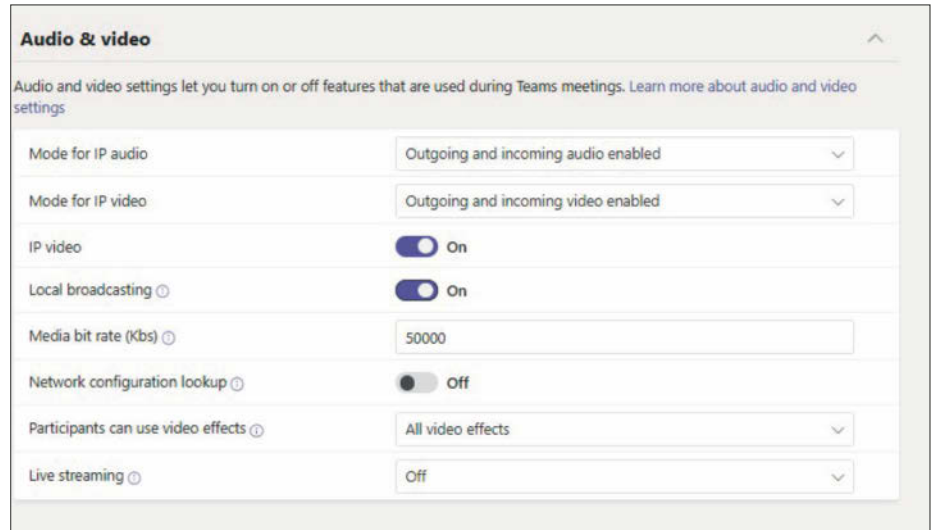 Audio & video
Audio and video settings let you turn on or off features that are used during Teams meetings. Learn more about audio and video
settings
Mode for IP audio Outgoing and incoming audio enabled
Mode for IP video Outgoing and incoming video enabled
IP video On
Local broadcasting On
Media bit rate (Kbs) 50000
Network configuration lookup Off
Participants can use video effects All video effects
Live streaming Off